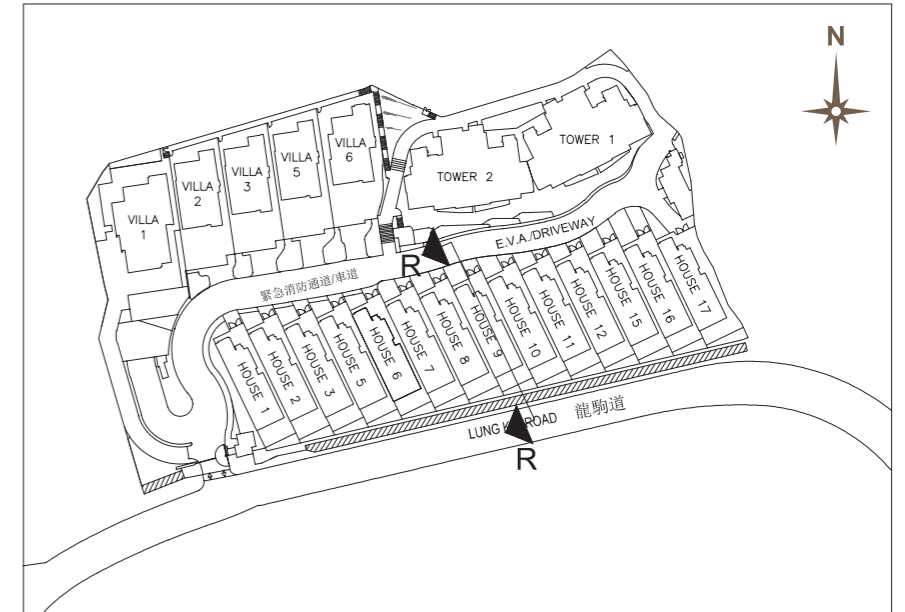 N
TOWER 1
TOWER 2
VILLA
6
VILLA
5
VILLA
3
VILLA
2
VILLA
1
E.V.A./DRIVEWAY
R
緊急消防通道/車道
HOUSE 1
HOUSE 2
HOUSE 3
HOUSE 5
HOUSE 6
HOUSE 7
HOUSE 8
HOUSE 9
HOUSE 10
HOUSE 11
HOUSE 12
HOUSE 15
HOUSE 16
HOUSE 17
LUNG ROAD 龍駒道
R